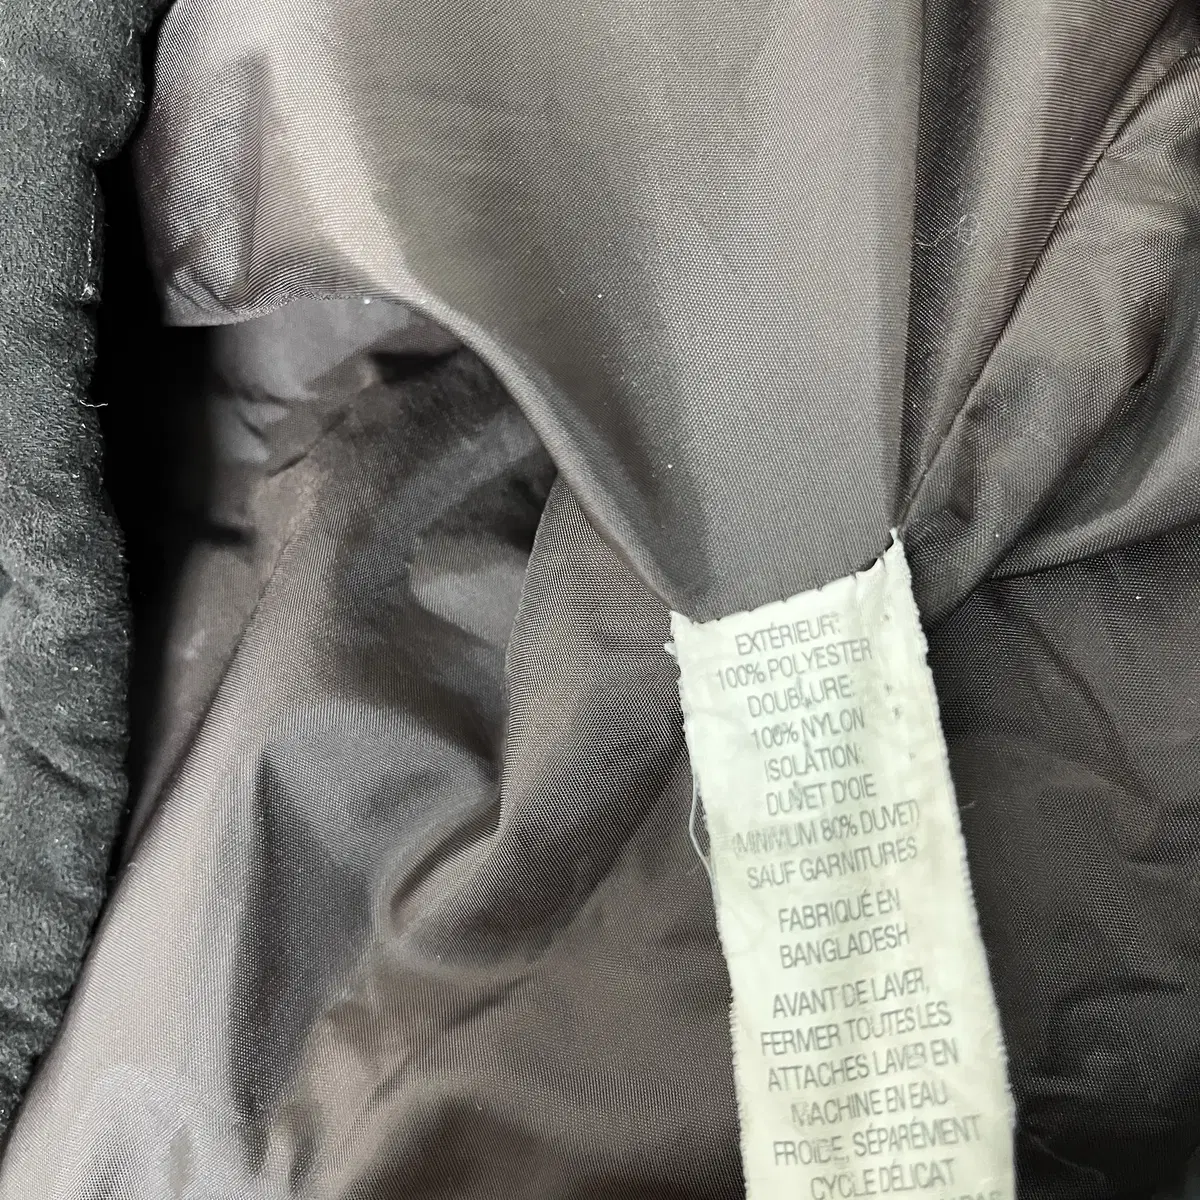 EXTÉRIEUR:
100% POLYESTER
DOUBLURE:
100% NYLON
ISOLATION:
DUVET D'OIE
(MINIMUM 80% DUVET)
SAUF GARNITURES
FABRIQUÉ EN
BANGLADESH
AVANT DE LAVER,
FERMER TOUTES LES
ATTACHES LAVER EN
MACHINE EN EAU
FROIDE, SÉPARÉMENT
CYCLE DÉLICAT